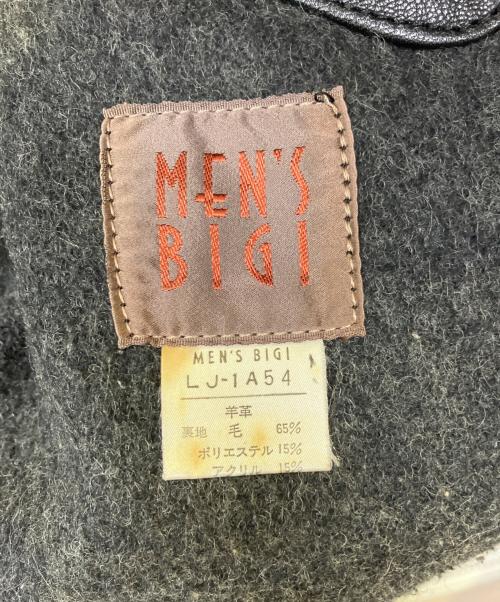 MEN'S
BIGI
MEN'S BIGI
LJ-1A54
羊革
裏地 毛 65%
ポリエステル 15%
アクリル 15%